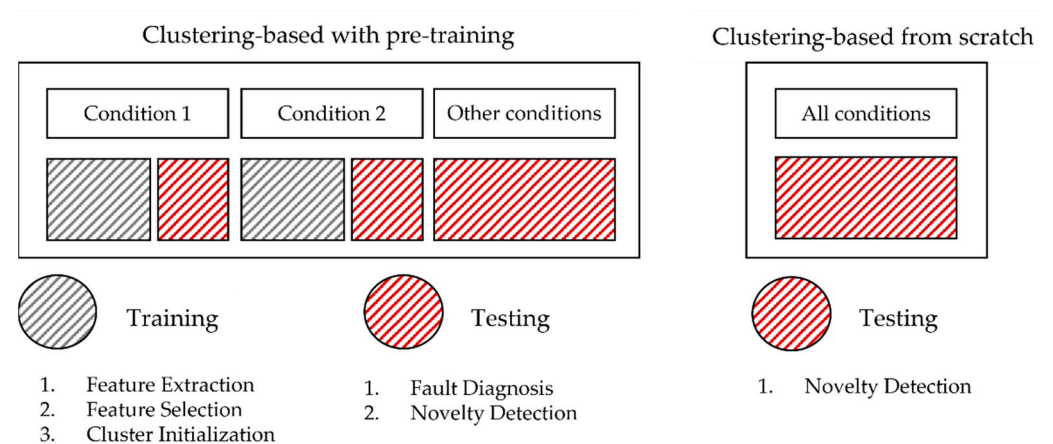 Clustering-based with pre-training
Condition 1
Condition 2
Other conditions
Training
1. Feature Extraction
2. Feature Selection
3. Cluster Initialization
Testing
1. Fault Diagnosis
2. Novelty Detection
Clustering-based from scratch
All conditions
Testing
1. Novelty Detection